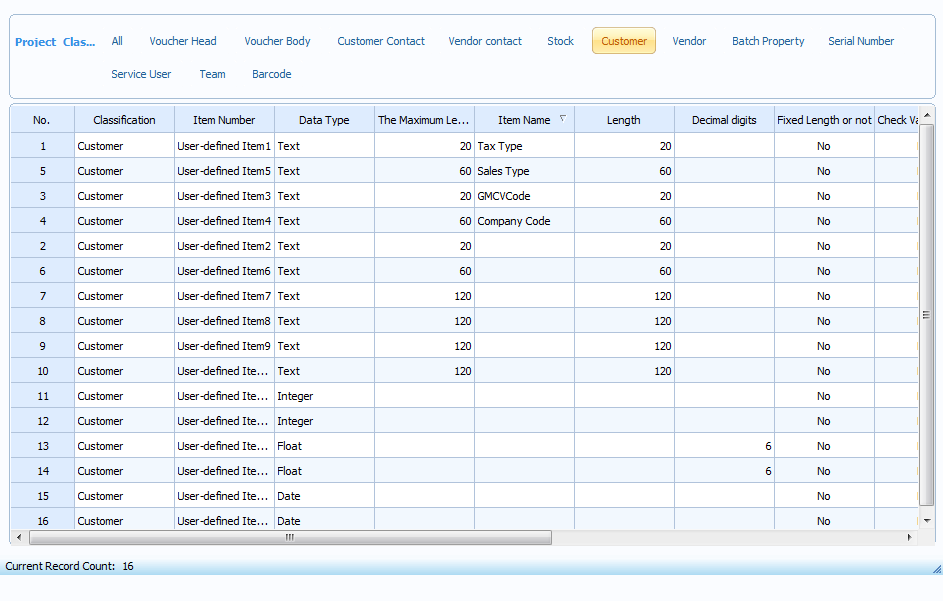 Project Clas... All Voucher Head Voucher Body Customer Contact Vendor contact Stock Customer Vendor Batch Property Serial Number
Service User Team Barcode
No. Classification Item Number Data Type The Maximum Le... Item Name Length Decimal digits Fixed Length or not Check Va
1 Customer User-defined Item1 Text 20 Tax Type 20 No
5 Customer User-defined Item5 Text 60 Sales Type 60 No
3 Customer User-defined Item3 Text 20 GMCVCode 20 No
4 Customer User-defined Item4 Text 60 Company Code 60 No
2 Customer User-defined Item2 Text 20 20 No
6 Customer User-defined Item6 Text 60 60 No
7 Customer User-defined Item7 Text 120 120 No
8 Customer User-defined Item8 Text 120 120 No
9 Customer User-defined Item9 Text 120 120 No
10 Customer User-defined Ite... Text 120 120 No
11 Customer User-defined Ite... Integer No
12 Customer User-defined Ite... Integer No
13 Customer User-defined Ite... Float 6 No
14 Customer User-defined Ite... Float 6 No
15 Customer User-defined Ite... Date No
16 Customer User-defined Ite... Date No
Current Record Count: 16